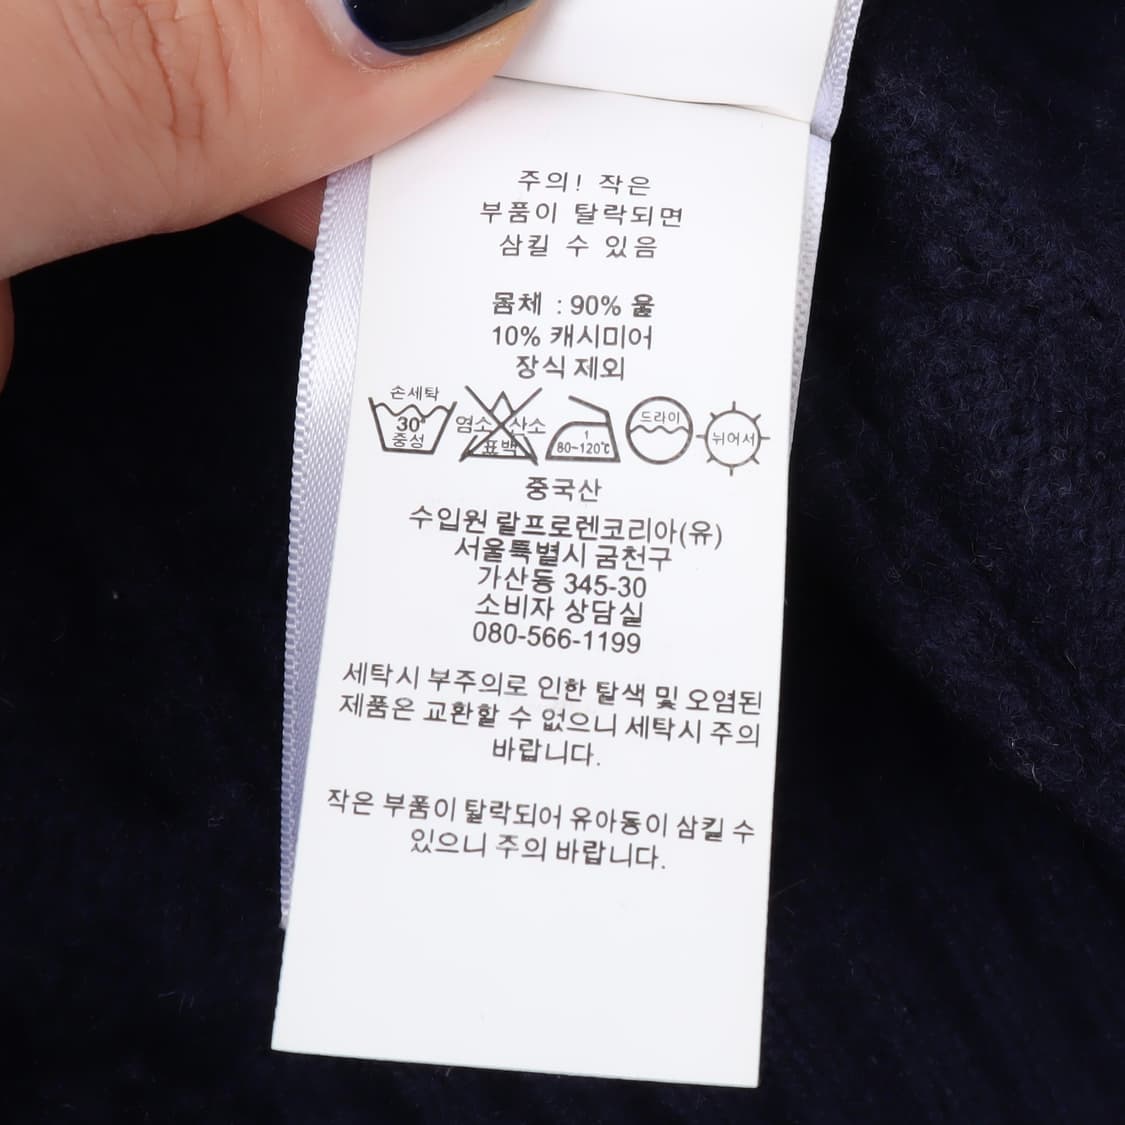 주의! 작은
부품이 탈락되면
삼킬 수 있음
몸체 : 90% 울
10% 캐시미어
장식 제외
손세탁
30°
중성
염소 산소
표백
1
80~120℃
드라이
뉘어서
중국산
수입원 랄프로렌코리아(유)
서울특별시 금천구
가산동 345-30
소비자 상담실
080-566-1199
세탁시 부주의로 인한 탈색 및 오염된
제품은 교환할 수 없으니 세탁시 주의
바랍니다.
작은 부품이 탈락되어 유아동이 삼킬 수
있으니 주의 바랍니다.